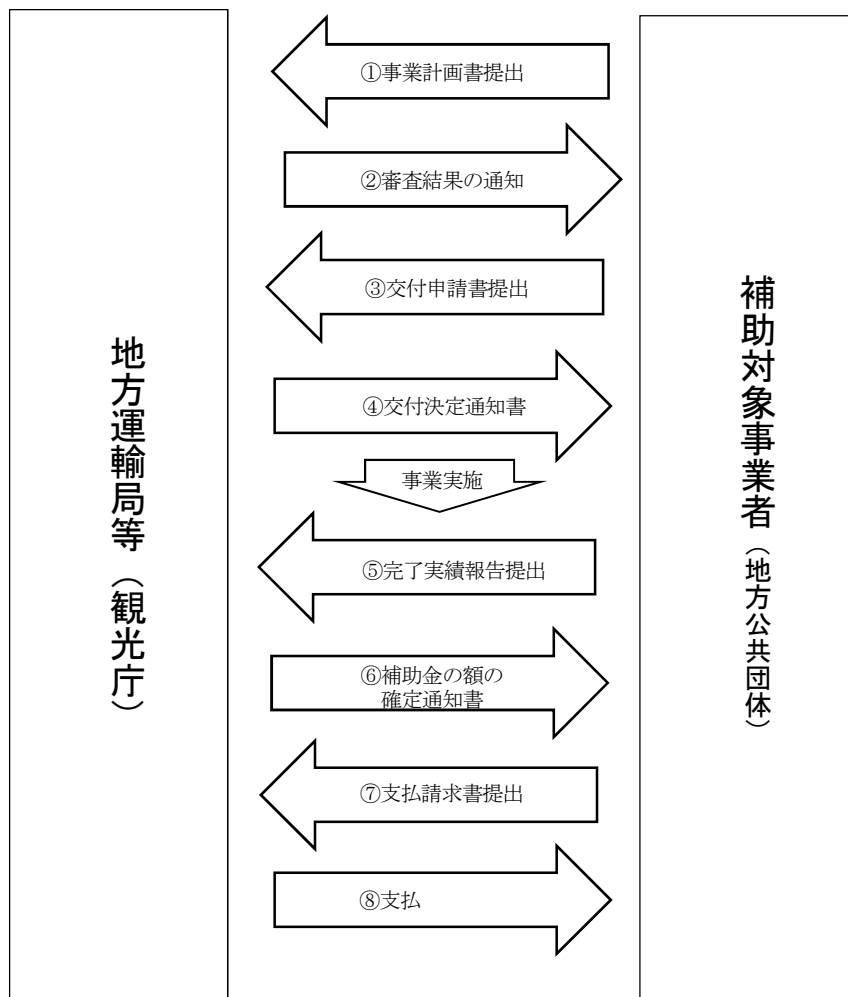 地方運輸局等（観光庁）
①事業計画書提出
②審査結果の通知
③交付申請書提出
④交付決定通知書
事業実施
⑤完了実績報告提出
⑥補助金の額の
確定通知書
⑦支払請求書提出
⑧支払
補助対象事業者（地方公共団体）